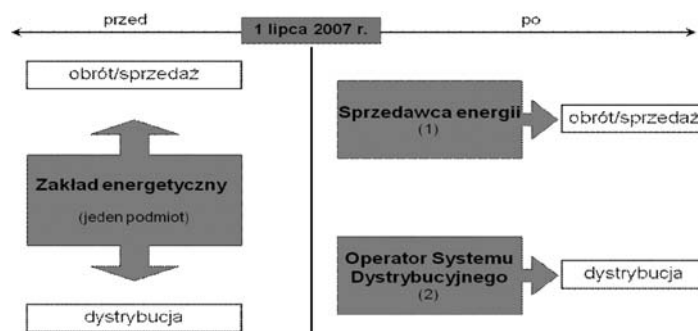 przed
1 lipca 2007 r.
po
obrót/sprzedaż
Zakład energetyczny
(jeden podmiot)
dystrybucja
Sprzedawca energii
(1)
obrót/sprzedaż
Operator Systemu
Dystrybucyjnego
(2)
dystrybucja